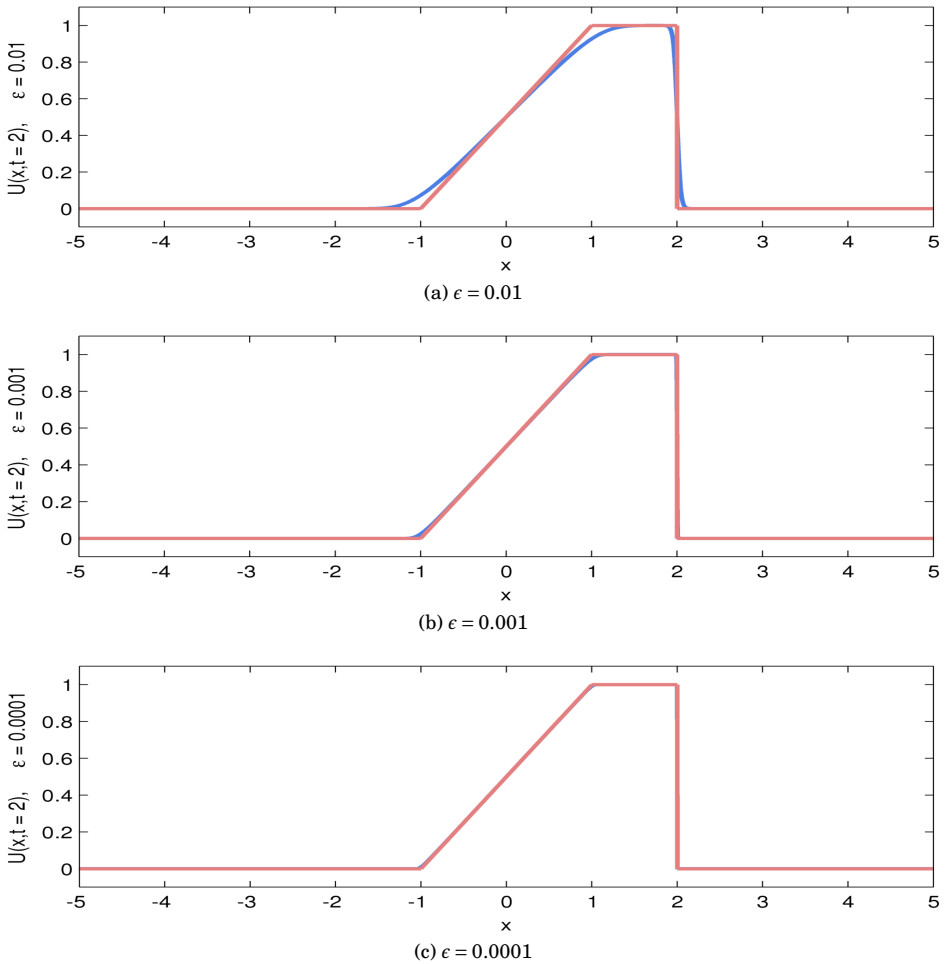 U(x,t = 2),   ε = 0.01
1
0.8
0.6
0.4
0.2
0
-5 -4 -3 -2 -1 0 1 2 3 4 5
x
(a) ϵ = 0.01
U(x,t = 2),   ε = 0.001
1
0.8
0.6
0.4
0.2
0
-5 -4 -3 -2 -1 0 1 2 3 4 5
x
(b) ϵ = 0.001
U(x,t = 2),   ε = 0.0001
1
0.8
0.6
0.4
0.2
0
-5 -4 -3 -2 -1 0 1 2 3 4 5
x
(c) ϵ = 0.0001